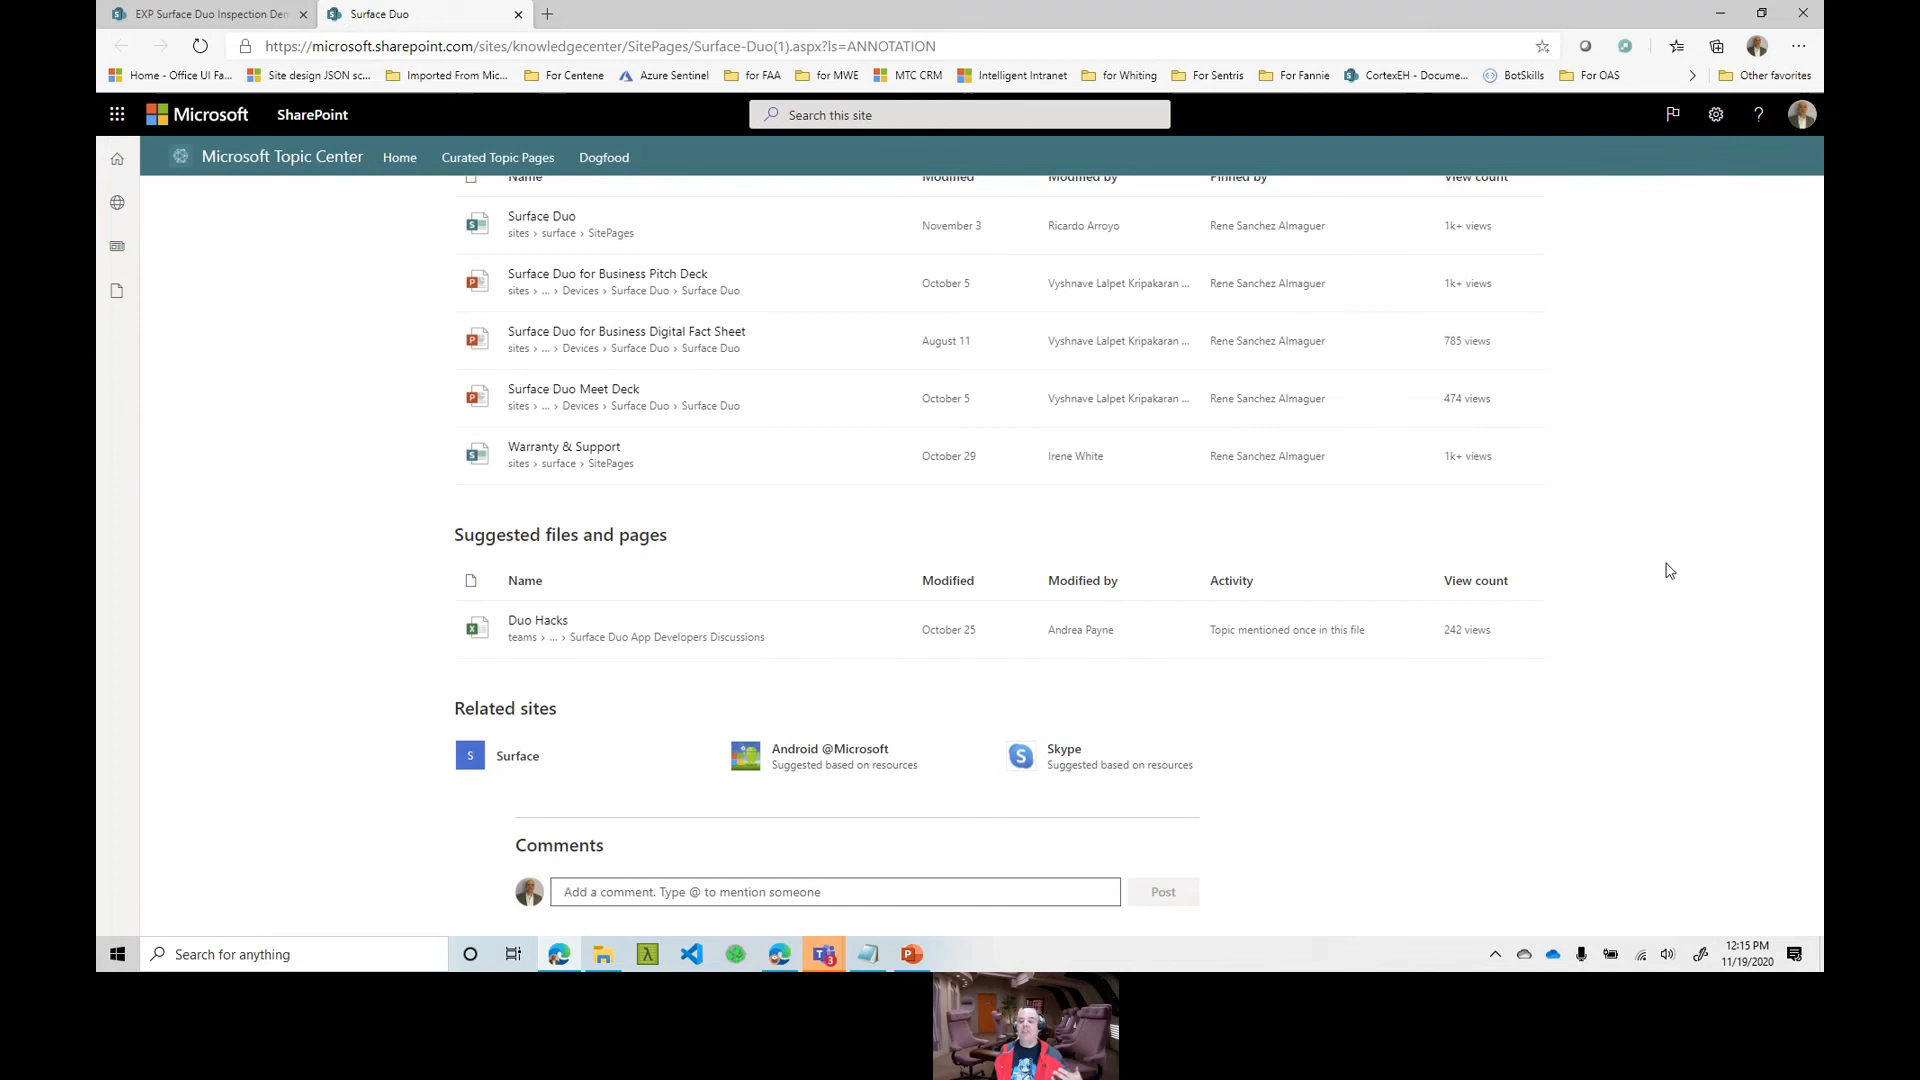 EXP Surface Duo Inspection Den
Surface Duo
https://microsoft.sharepoint.com/sites/knowledgecenter/SitePages/Surface-Duo(1).aspx?ls=ANNOTATION
Home - Office UI Fa...
Site design JSON sc...
Imported From Mic...
for Centene
Azure Sentinel
for FAA
for MWE
MTC CRM
Intelligent Intranet
for Whiting
For Sentris
For Fannie
CortexEH - Docume...
BotSkills
For OAS
Other favorites
Microsoft
SharePoint
Search this site
Microsoft Topic Center
Home
Curated Topic Pages
Dogfood
Name Modified Modified by Pinned by View count
Surface Duo
sites › surface › SitePages
November 3 Ricardo Arroyo Rene Sanchez Almaguer 1k+ views
Surface Duo for Business Pitch Deck
sites › ... › Devices › Surface Duo › Surface Duo
October 5 Vyshnave Lalpet Kripakaran ... Rene Sanchez Almaguer 1k+ views
Surface Duo for Business Digital Fact Sheet
sites › ... › Devices › Surface Duo › Surface Duo
August 11 Vyshnave Lalpet Kripakaran ... Rene Sanchez Almaguer 785 views
Surface Duo Meet Deck
sites › ... › Devices › Surface Duo › Surface Duo
October 5 Vyshnave Lalpet Kripakaran ... Rene Sanchez Almaguer 474 views
Warranty & Support
sites › surface › SitePages
October 29 Irene White Rene Sanchez Almaguer 1k+ views
Suggested files and pages
Name Modified Modified by Activity View count
Duo Hacks
teams › ... › Surface Duo App Developers Discussions
October 25 Andrea Payne Topic mentioned once in this file 242 views
Related sites
S Surface
Android @Microsoft
Suggested based on resources
Skype
Suggested based on resources
Comments
Add a comment. Type @ to mention someone
Post
Search for anything
12:15 PM
11/19/2020